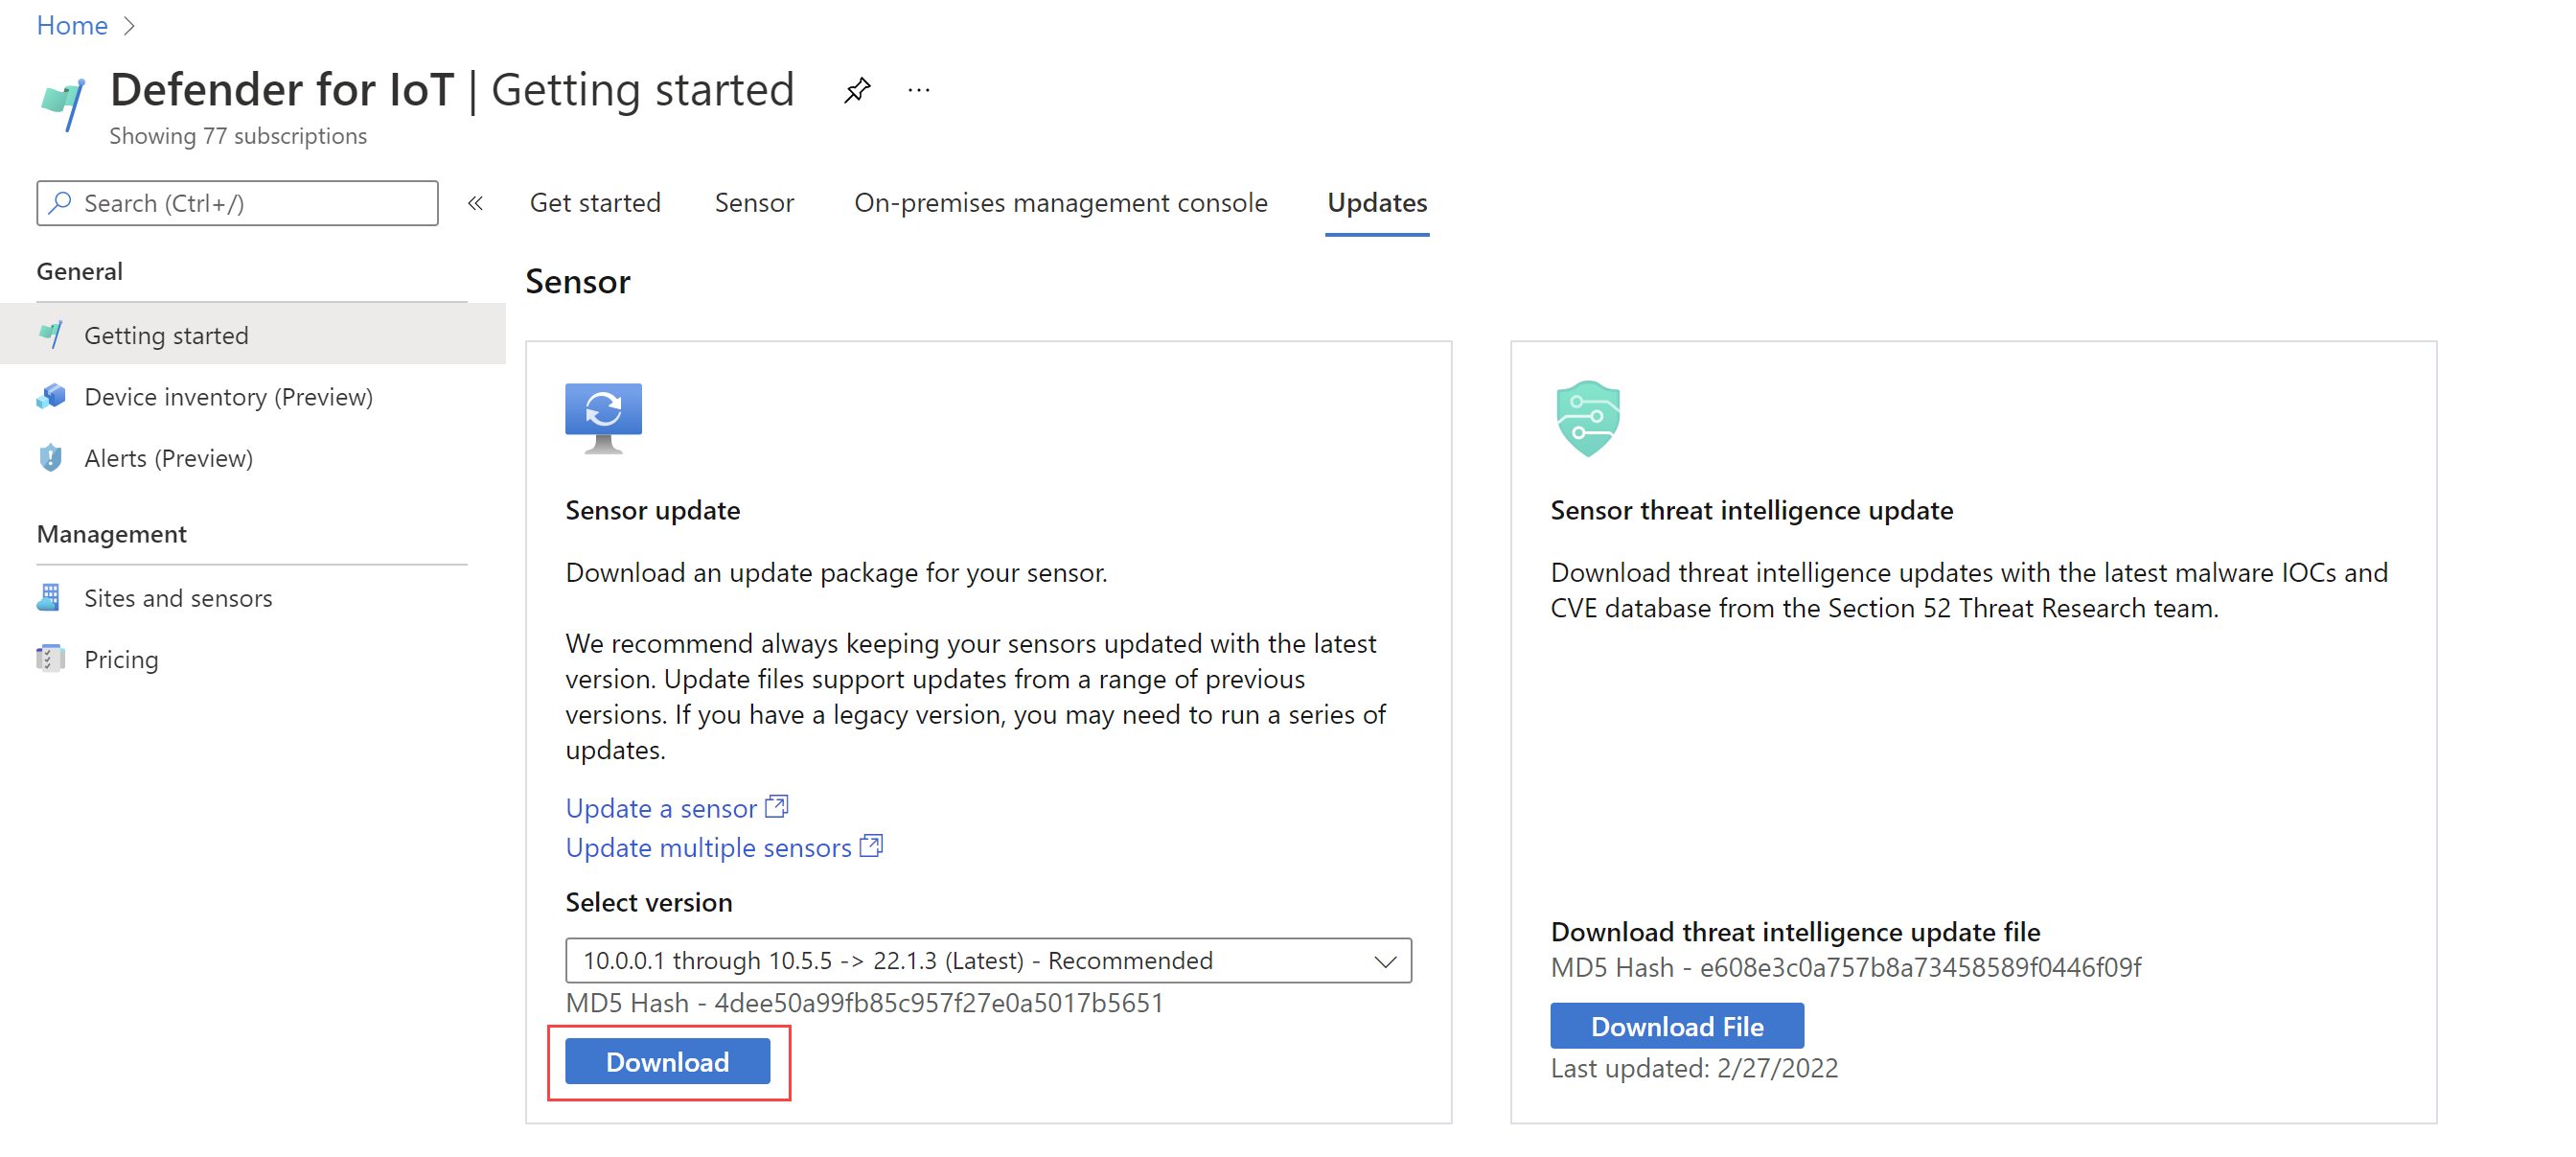 Home
Defender for IoT | Getting started
Showing 77 subscriptions
Search (Ctrl+/)
General
Getting started
Device inventory (Preview)
Alerts (Preview)
Management
Sites and sensors
Pricing
Get started
Sensor
On-premises management console
Updates
Sensor
Sensor update
Download an update package for your sensor.
We recommend always keeping your sensors updated with the latest
version. Update files support updates from a range of previous
versions. If you have a legacy version, you may need to run a series of
updates.
Update a sensor
Update multiple sensors
Select version
10.0.0.1 through 10.5.5 -> 22.1.3 (Latest) - Recommended
MD5 Hash - 4dee50a99fb85c957f27e0a5017b5651
Download
Sensor threat intelligence update
Download threat intelligence updates with the latest malware IOCs and
CVE database from the Section 52 Threat Research team.
Download threat intelligence update file
MD5 Hash - e608e3c0a757b8a73458589f0446f09f
Download File
Last updated: 2/27/2022